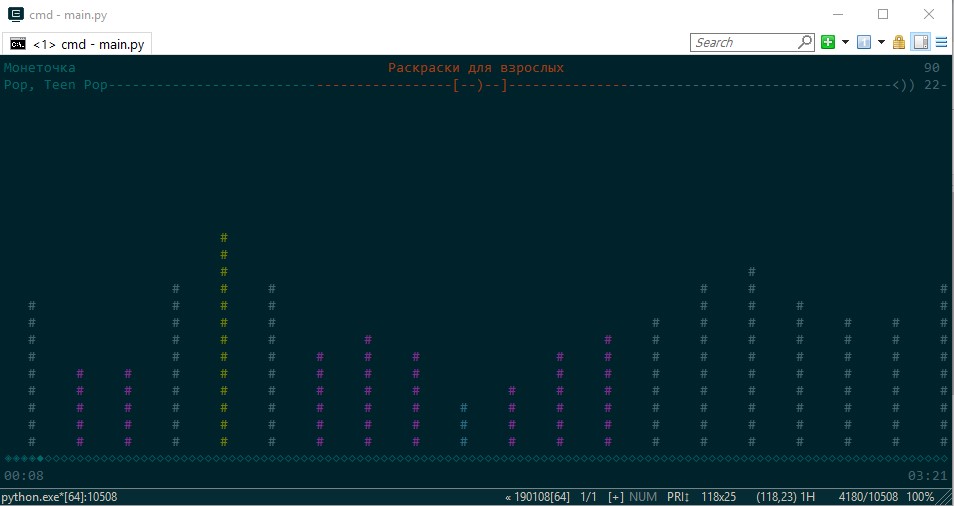 cmd - main.py
<1> cmd - main.py
Search
Монеточка Раскраски для взрослых 90
Pop, Teen Pop------------------------------------------[--)--]------------------------------------------------<)) 22-
00:08 03:21
python.exe*[64]:10508 « 190108[64] 1/1 [+] NUM PRI↕ 118x25 (118,23) 1H 4180/10508 100%